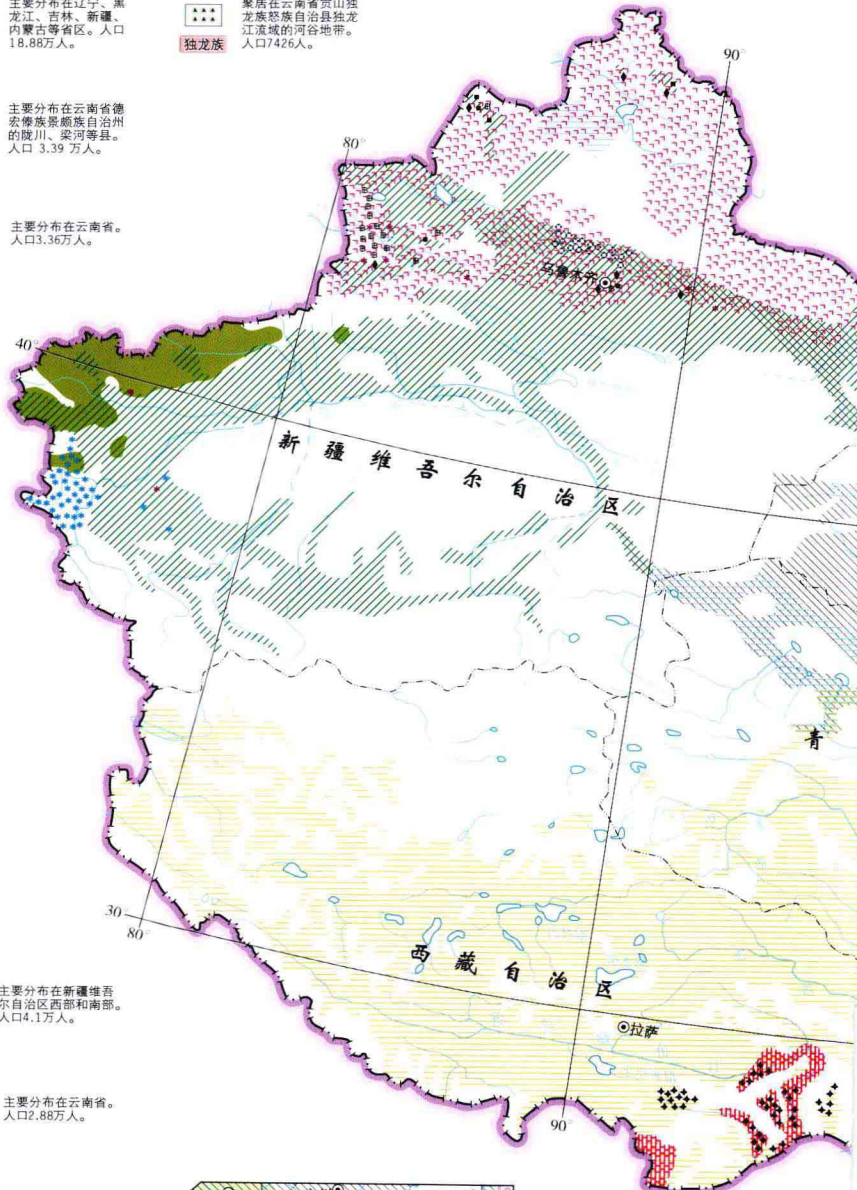 主要分布在辽宁、黑
龙江、吉林、新疆、
内蒙古等省区。人口
18.88万人。
独龙族
聚居在云南省贡山独
龙族怒族自治县独龙
江流域的河谷地带。
人口7426人。
主要分布在云南省德
宏傣族景颇族自治州
的陇川、梁河等县。
人口 3.39 万人。
主要分布在云南省。
人口3.36万人。
90°
80°
乌鲁木齐
40°
新疆维吾尔自治区
青
30°
80°
西藏自治区
主要分布在新疆维吾
尔自治区西部和南部。
人口4.1万人。
拉萨
主要分布在云南省。
人口2.88万人。
90°